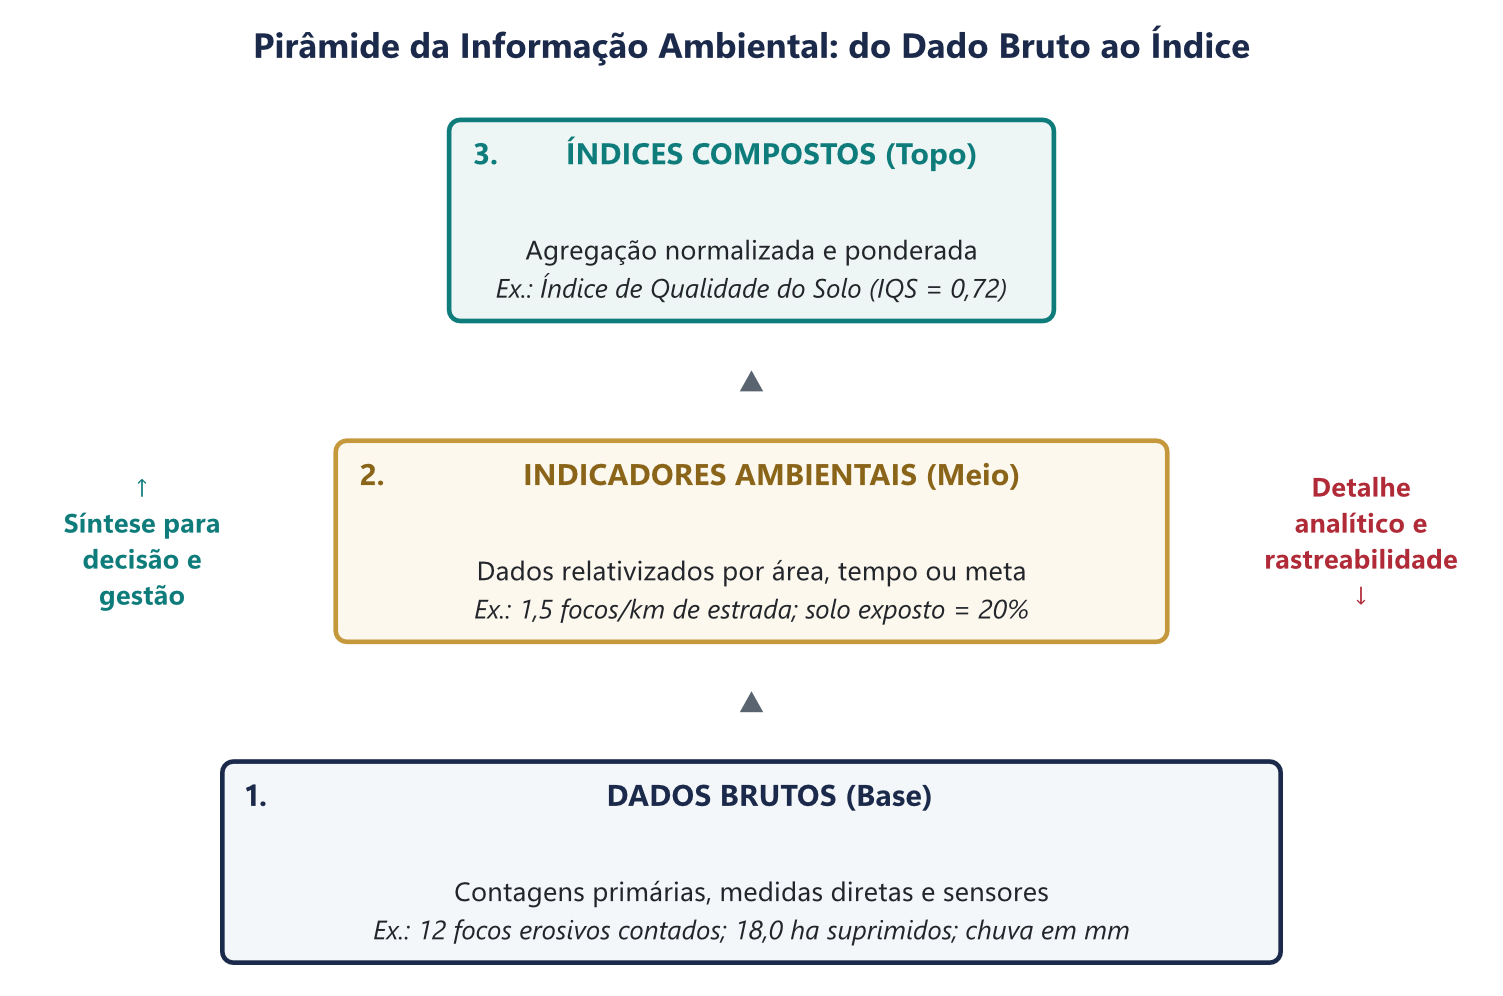 Pirâmide da Informação Ambiental: do Dado Bruto ao Índice
3. ÍNDICES COMPOSTOS (Topo)
Agregação normalizada e ponderada
Ex.: Índice de Qualidade do Solo (IQS = 0,72)
▲
2. INDICADORES AMBIENTAIS (Meio)
Dados relativizados por área, tempo ou meta
Ex.: 1,5 focos/km de estrada; solo exposto = 20%
↑
Síntese para
decisão e
gestão
Detalhe
analítico e
rastreabilidade
↓
▲
1. DADOS BRUTOS (Base)
Contagens primárias, medidas diretas e sensores
Ex.: 12 focos erosivos contados; 18,0 ha suprimidos; chuva em mm